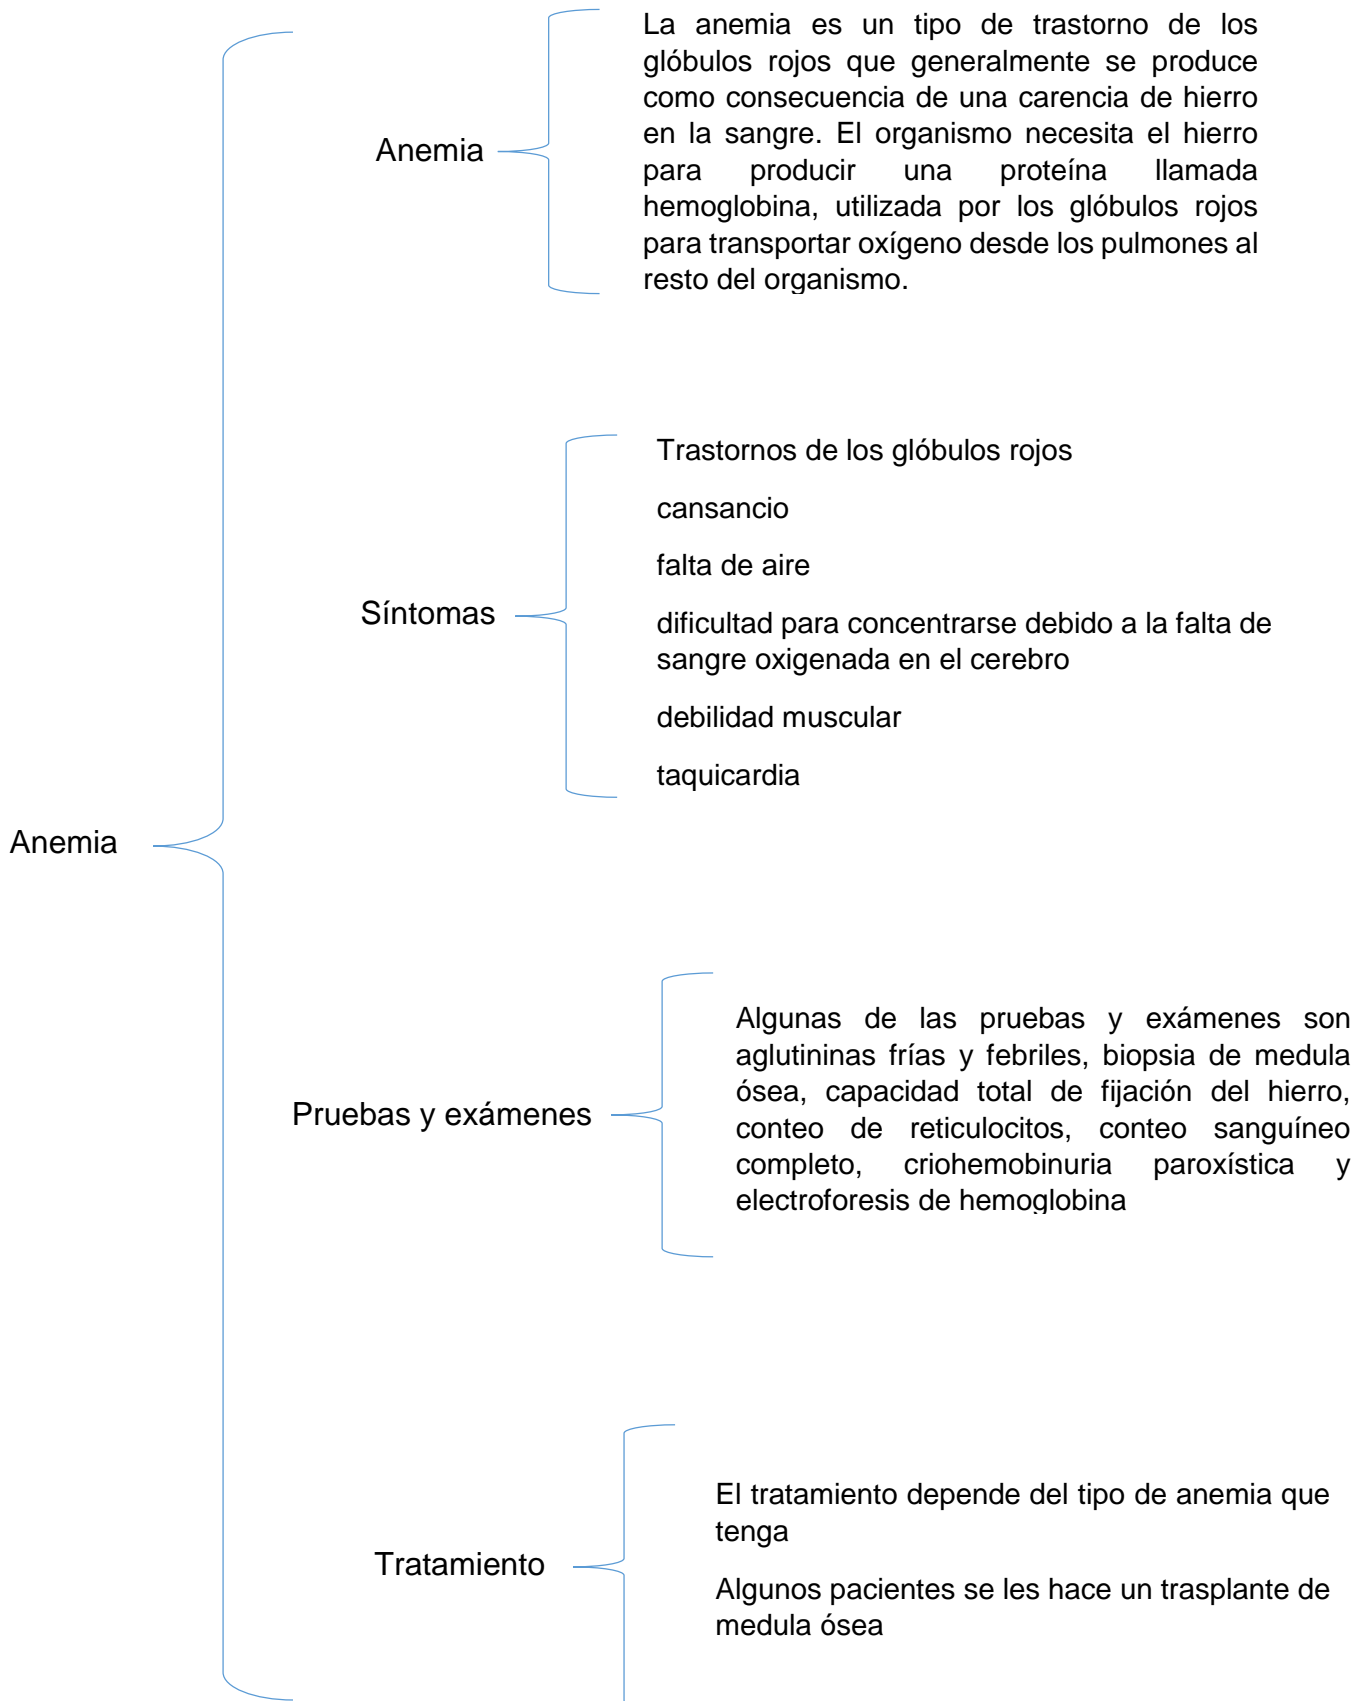 La anemia es un tipo de trastorno de los
glóbulos rojos que generalmente se produce
como consecuencia de una carencia de hierro
en la sangre. El organismo necesita el hierro
para producir una proteína llamada
hemoglobina, utilizada por los glóbulos rojos
para transportar oxígeno desde los pulmones al
resto del organismo.
Anemia
Trastornos de los glóbulos rojos
cansancio
falta de aire
dificultad para concentrarse debido a la falta de
sangre oxigenada en el cerebro
debilidad muscular
taquicardia
Síntomas
Anemia
Algunas de las pruebas y exámenes son
aglutininas frías y febriles, biopsia de medula
ósea, capacidad total de fijación del hierro,
conteo de reticulocitos, conteo sanguíneo
completo, criohemobinuria paroxística y
electroforesis de hemoglobina
Pruebas y exámenes
El tratamiento depende del tipo de anemia que
tenga
Algunos pacientes se les hace un trasplante de
medula ósea
Tratamiento